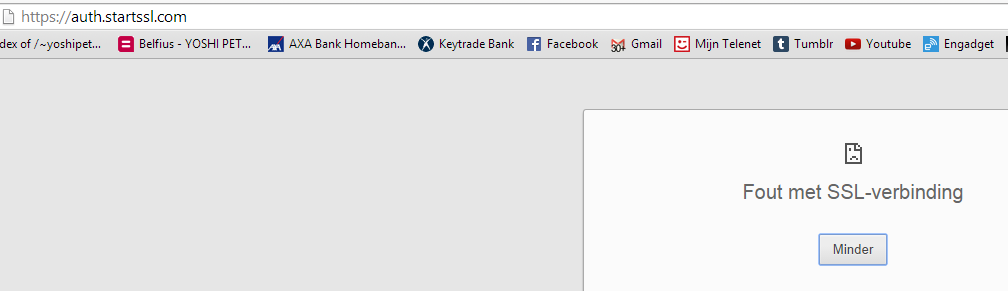 https://auth.startssl.com
dex of /~yoshipet... Belfius - YOSHI PET... AXA Bank Homeban... Keytrade Bank Facebook 30+ Gmail Mijn Telenet Tumblr Youtube Engadget
Fout met SSL-verbinding
Minder